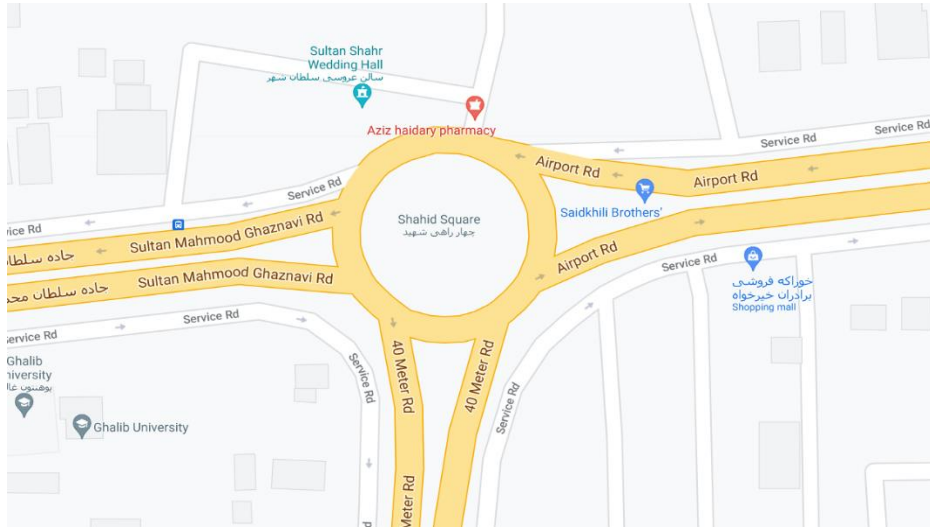 Sultan Shahr
Wedding Hall
سالن عروسی سلطان شهر
Aziz haidary pharmacy
Service Rd
Service Rd
Airport Rd
Airport Rd
Service Rd
Saidkhili Brothers'
Shahid Square
چهار راهی شهید
Sultan Mahmood Ghaznavi Rd
Airport Rd
Sultan Mahmood Ghaznavi Rd
Service Rd
جاده سلطان
خوراکه فروشی
برادران خیرخواه
Shopping mall
Service Rd
Service Rd
40 Meter Rd
40 Meter Rd
Service Rd
Service Rd
Ghalib
Ghalib University
Meter Rd
Meter Rd